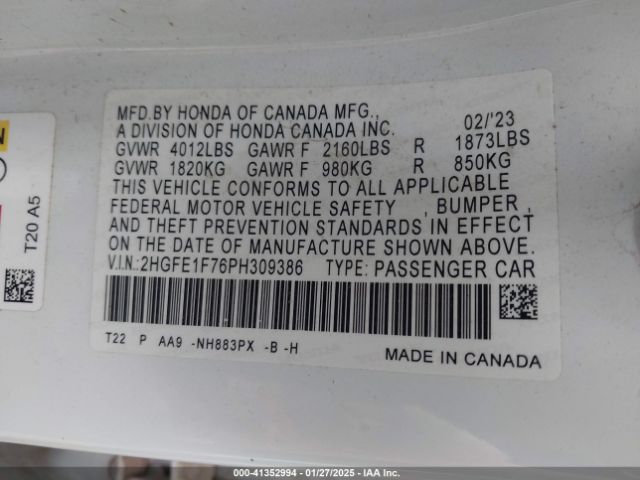 MFD.BY HONDA OF CANADA MFG.,
A DIVISION OF HONDA CANADA INC. 02/'23
GVWR 4012LBS GAWR F 2160LBS R 1873LBS
GVWR 1820KG GAWR F 980KG R 850KG
THIS VEHICLE CONFORMS TO ALL APPLICABLE
FEDERAL MOTOR VEHICLE SAFETY , BUMPER ,
AND THEFT PREVENTION STANDARDS IN EFFECT
ON THE DATE OF MANUFACTURE SHOWN ABOVE.
V.I.N.:2HGFE1F76PH309386 TYPE: PASSENGER CAR
T22 P AA9 -NH883PX -B -H
MADE IN CANADA
T20 A5
000-41352994 | 01/27/2025 - IAA Inc.